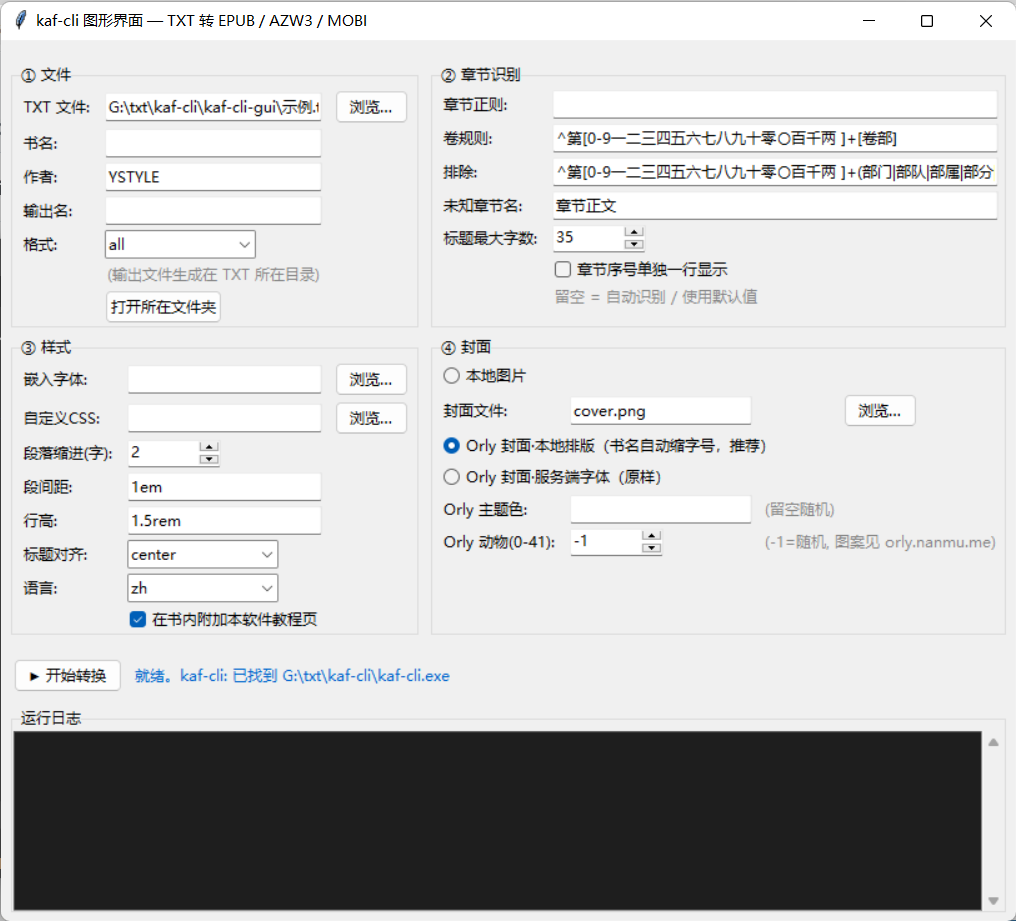 kaf-cli 图形界面 — TXT 转 EPUB / AZW3 / MOBI
① 文件
TXT 文件: G:\txt\kaf-cli\kaf-cli-gui\示例.t 浏览...
书名:
作者: YSTYLE
输出名:
格式: all
(输出文件生成在 TXT 所在目录)
打开所在文件夹
② 章节识别
章节正则:
卷规则: ^第[0-9一二三四五六七八九十零〇百千两 ]+[卷部]
排除: ^第[0-9一二三四五六七八九十零〇百千两 ]+(部门|部队|部属|部分
未知章节名: 章节正文
标题最大字数: 35
章节序号单独一行显示
留空 = 自动识别 / 使用默认值
③ 样式
嵌入字体: 浏览...
自定义CSS: 浏览...
段落缩进(字): 2
段间距: 1em
行高: 1.5rem
标题对齐: center
语言: zh
在书内附加本软件教程页
④ 封面
本地图片
封面文件: cover.png 浏览...
Orly 封面·本地排版（书名自动缩字号，推荐）
Orly 封面·服务端字体（原样）
Orly 主题色: (留空随机)
Orly 动物(0-41): -1 (-1=随机, 图案见 orly.nanmu.me)
► 开始转换 就绪。kaf-cli: 已找到 G:\txt\kaf-cli\kaf-cli.exe
运行日志